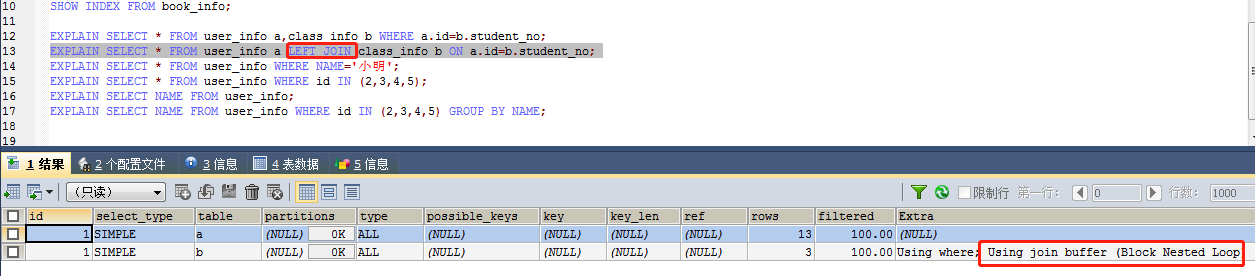 10 SHOW INDEX FROM book_info;
11
12 EXPLAIN SELECT * FROM user_info a,class_info b WHERE a.id=b.student_no;
13 EXPLAIN SELECT * FROM user_info a LEFT JOIN class_info b ON a.id=b.student_no;
14 EXPLAIN SELECT * FROM user_info WHERE NAME='小明';
15 EXPLAIN SELECT * FROM user_info WHERE id IN (2,3,4,5);
16 EXPLAIN SELECT NAME FROM user_info;
17 EXPLAIN SELECT NAME FROM user_info WHERE id IN (2,3,4,5) GROUP BY NAME;
18
19
1 结果 2 个配置文件 3 信息 4 表数据 5 信息
(只读) 限制行 第一行: 0 行数: 1000
id select_type table partitions type possible_keys key key_len ref rows filtered Extra
1 SIMPLE a (NULL) 0K ALL (NULL) (NULL) (NULL) (NULL) 13 100.00 (NULL)
1 SIMPLE b (NULL) 0K ALL (NULL) (NULL) (NULL) (NULL) 3 100.00 Using where; Using join buffer (Block Nested Loop